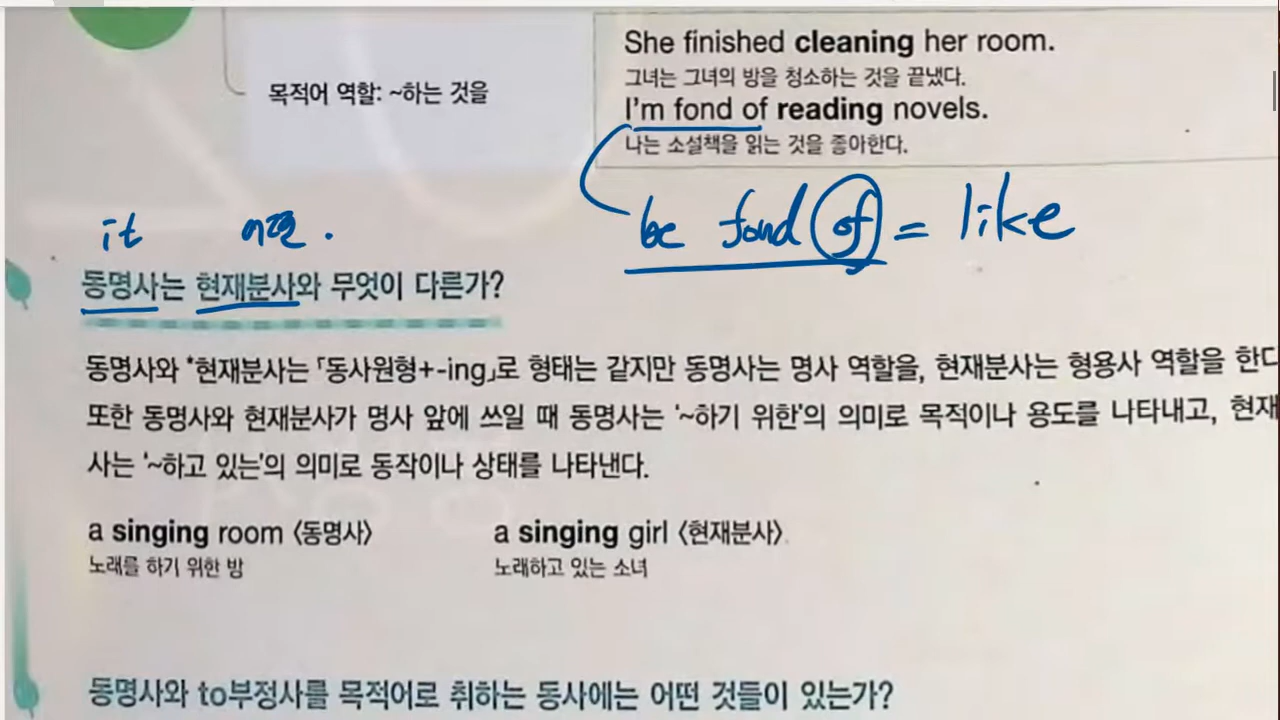 She finished cleaning her room.
그녀는 그녀의 방을 청소하는 것을 끝냈다.
목적어 역할: ~하는 것을
I'm fond of reading novels.
나는 소설책을 읽는 것을 좋아한다.
be fond of = like
it
동명사는 현재분사와 무엇이 다른가?
동명사와 *현재분사는 「동사원형+-ing」로 형태는 같지만 동명사는 명사 역할을, 현재분사는 형용사 역할을 한다
또한 동명사와 현재분사가 명사 앞에 쓰일 때 동명사는 '~하기 위한'의 의미로 목적이나 용도를 나타내고, 현재
사는 '~하고 있는'의 의미로 동작이나 상태를 나타낸다.
a singing room 〈동명사〉 a singing girl 〈현재분사〉
노래를 하기 위한 방 노래하고 있는 소녀
동명사와 to부정사를 목적어로 취하는 동사에는 어떤 것들이 있는가?